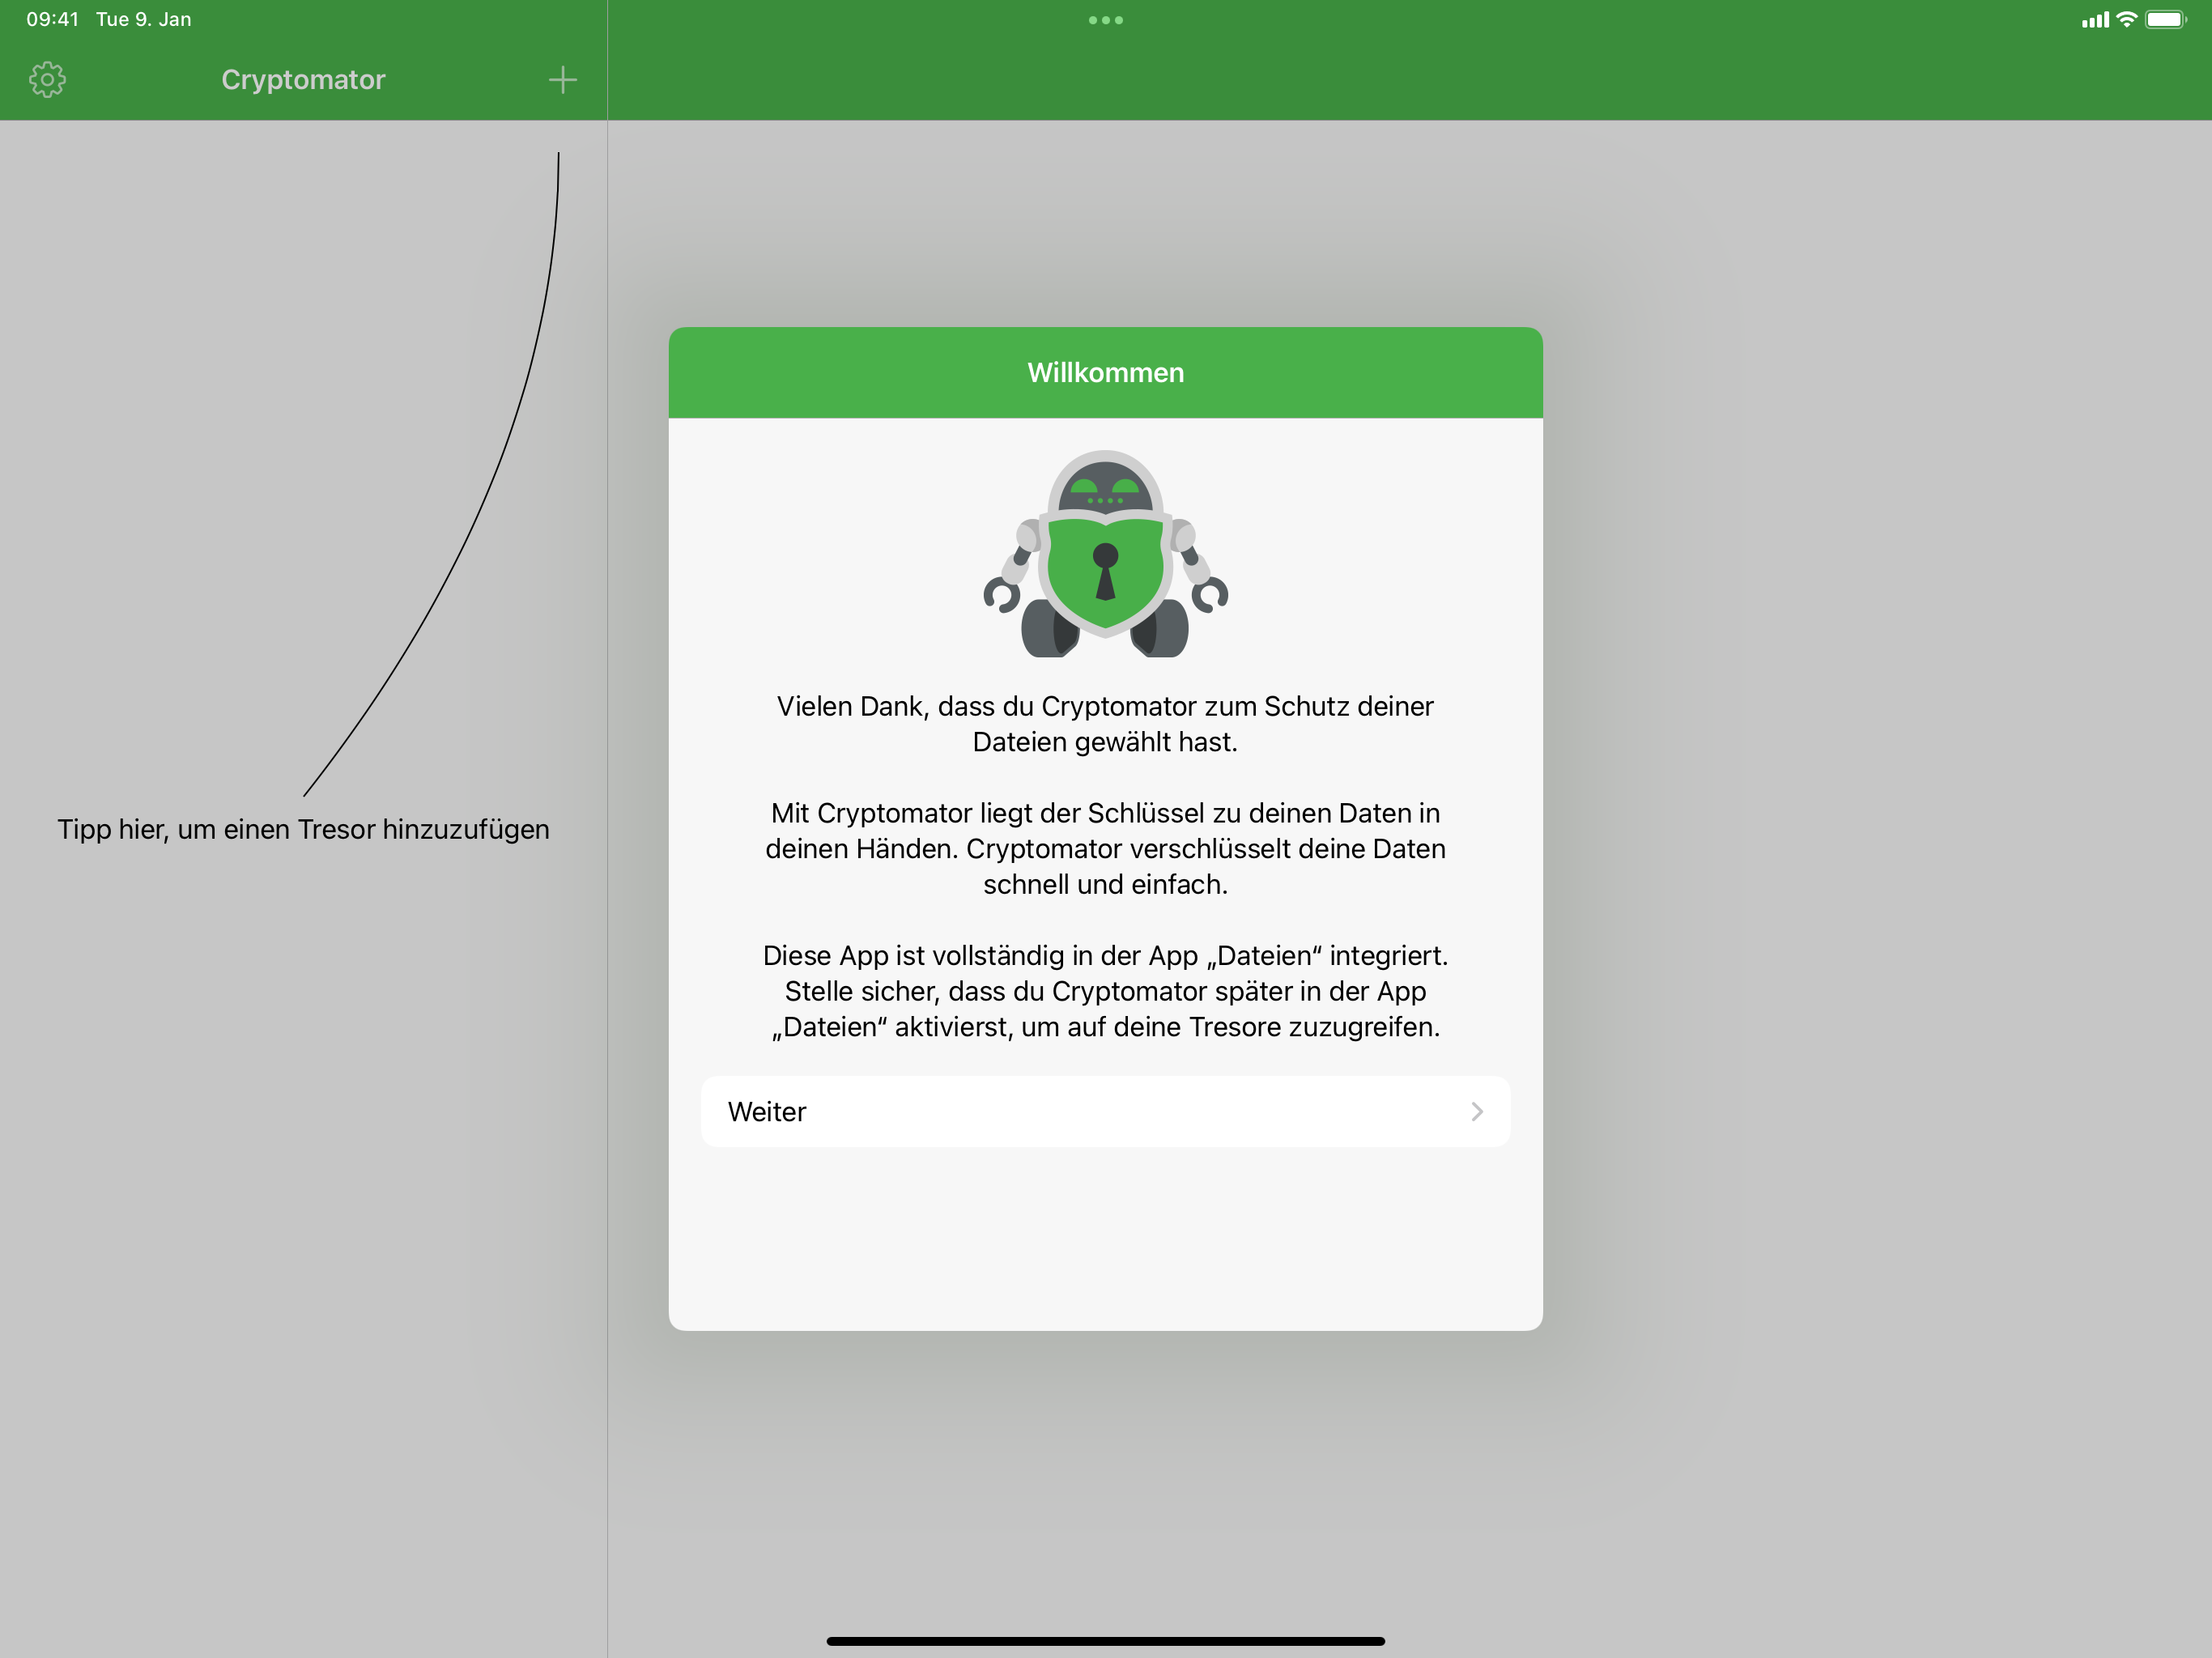 09:41 Tue 9. Jan
Cryptomator
Tipp hier, um einen Tresor hinzuzufügen
Willkommen
Vielen Dank, dass du Cryptomator zum Schutz deiner
Dateien gewählt hast.
Mit Cryptomator liegt der Schlüssel zu deinen Daten in
deinen Händen. Cryptomator verschlüsselt deine Daten
schnell und einfach.
Diese App ist vollständig in der App „Dateien“ integriert.
Stelle sicher, dass du Cryptomator später in der App
„Dateien“ aktivierst, um auf deine Tresore zuzugreifen.
Weiter